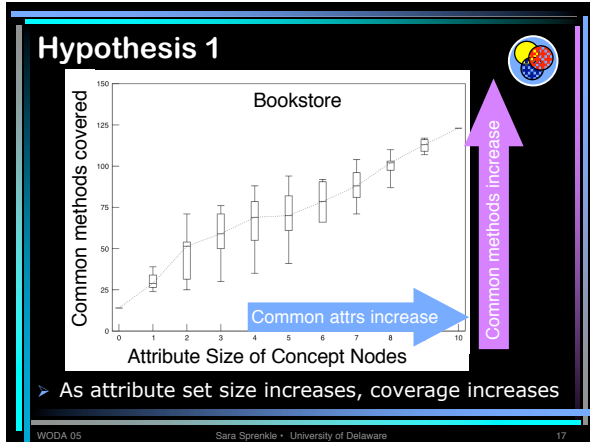 Hypothesis 1
Bookstore
Common methods covered
150
125
100
75
50
25
0
0 1 2 3 4 5 6 7 8 10
Attribute Size of Concept Nodes
Common attrs increase
Common methods increase
➢ As attribute set size increases, coverage increases
WODA 05 Sara Sprenkle • University of Delaware 17